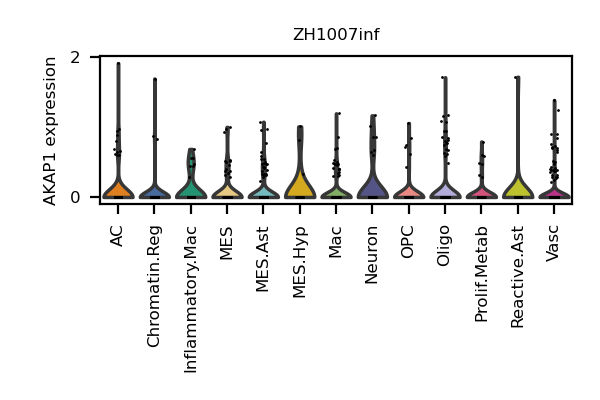 ZH1007inf
AKAP1 expression
2
0
AC
Chromatin.Reg
Inflammatory.Mac
MES
MES.Ast
MES.Hyp
Mac
Neuron
OPC
Oligo
Prolif.Metab
Reactive.Ast
Vasc